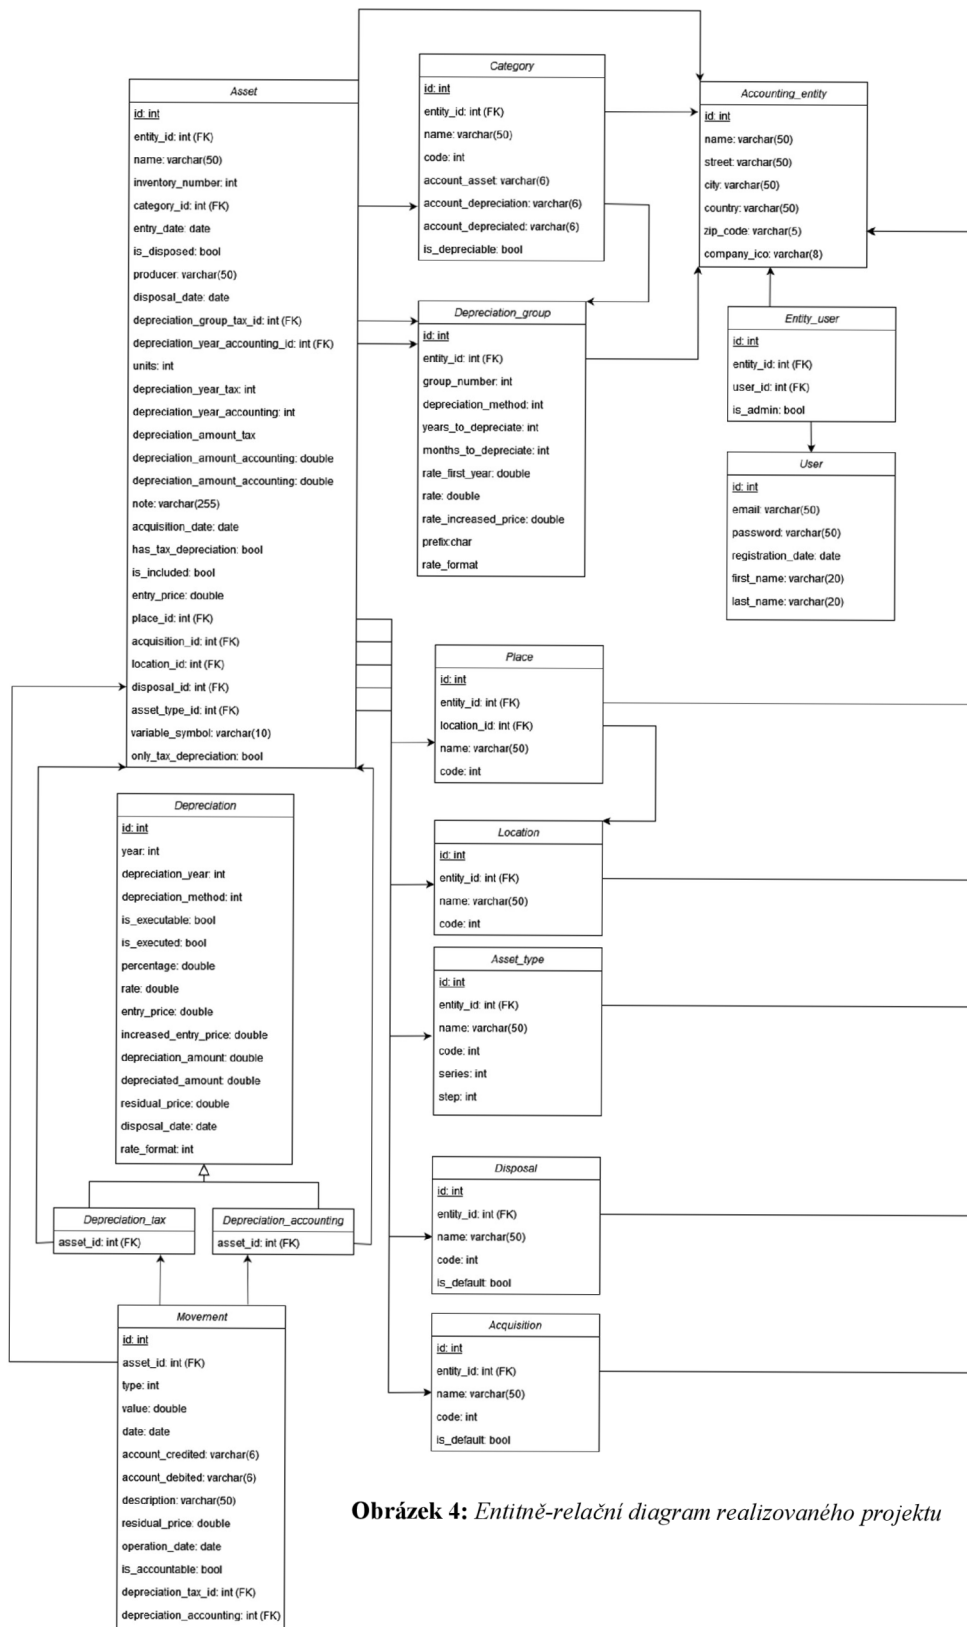 Asset
id: int
entity_id: int (FK)
name: varchar(50)
inventory_number: int
category_id: int (FK)
entry_date: date
is_disposed: bool
producer: varchar(50)
disposal_date: date
depreciation_group_tax_id: int (FK)
depreciation_year_accounting_id: int (FK)
units: int
depreciation_year_tax: int
depreciation_year_accounting: int
depreciation_amount_tax
depreciation_amount_accounting: double
depreciation_amount_accounting: double
note: varchar(255)
acquisition_date: date
has_tax_depreciation: bool
is_included: bool
entry_price: double
place_id: int (FK)
acquisition_id: int (FK)
location_id: int (FK)
disposal_id: int (FK)
asset_type_id: int (FK)
variable_symbol: varchar(10)
only_tax_depreciation: bool
Category
id: int
entity_id: int (FK)
name: varchar(50)
code: int
account_asset: varchar(6)
account_depreciation: varchar(6)
account_depreciated: varchar(6)
is_depreciable: bool
Accounting_entity
id: int
name: varchar(50)
street: varchar(50)
city: varchar(50)
country: varchar(50)
zip_code: varchar(5)
company_ico: varchar(8)
Depreciation_group
id: int
entity_id: int (FK)
group_number: int
depreciation_method: int
years_to_depreciate: int
months_to_depreciate: int
rate_first_year: double
rate: double
rate_increased_price: double
prefix:char
rate_format
Entity_user
id: int
entity_id: int (FK)
user_id: int (FK)
is_admin: bool
User
id: int
email: varchar(50)
password: varchar(50)
registration_date: date
first_name: varchar(20)
last_name: varchar(20)
Place
id: int
entity_id: int (FK)
location_id: int (FK)
name: varchar(50)
code: int
Location
id: int
entity_id: int (FK)
name: varchar(50)
code: int
Asset_type
id: int
entity_id: int (FK)
name: varchar(50)
code: int
series: int
step: int
Disposal
id: int
entity_id: int (FK)
name: varchar(50)
code: int
is_default: bool
Acquisition
id: int
entity_id: int (FK)
name: varchar(50)
code: int
is_default: bool
Depreciation
id: int
year: int
depreciation_year: int
depreciation_method: int
is_executable: bool
is_executed: bool
percentage: double
rate: double
entry_price: double
increased_entry_price: double
depreciation_amount: double
depreciated_amount: double
residual_price: double
disposal_date: date
rate_format: int
Depreciation_tax
asset_id: int (FK)
Depreciation_accounting
asset_id: int (FK)
Movement
id: int
asset_id: int (FK)
type: int
value: double
date: date
account_credited: varchar(6)
account_debited: varchar(6)
description: varchar(50)
residual_price: double
operation_date: date
is_accountable: bool
depreciation_tax_id: int (FK)
depreciation_accounting: int (FK)
Obrázek 4: Entitně-relační diagram realizovaného projektu